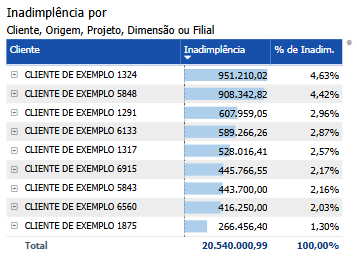 Inadimplência por
Cliente, Origem, Projeto, Dimensão ou Filial
Cliente Inadimplência % de Inadim.
CLIENTE DE EXEMPLO 1324 951.210,02 4,63%
CLIENTE DE EXEMPLO 5848 908.342,82 4,42%
CLIENTE DE EXEMPLO 1291 607.959,05 2,96%
CLIENTE DE EXEMPLO 6133 589.266,26 2,87%
CLIENTE DE EXEMPLO 1317 528.016,41 2,57%
CLIENTE DE EXEMPLO 6915 445.766,55 2,17%
CLIENTE DE EXEMPLO 5843 443.700,00 2,16%
CLIENTE DE EXEMPLO 6560 416.250,00 2,03%
CLIENTE DE EXEMPLO 1875 266.456,40 1,30%
Total 20.540.000,99 100,00%